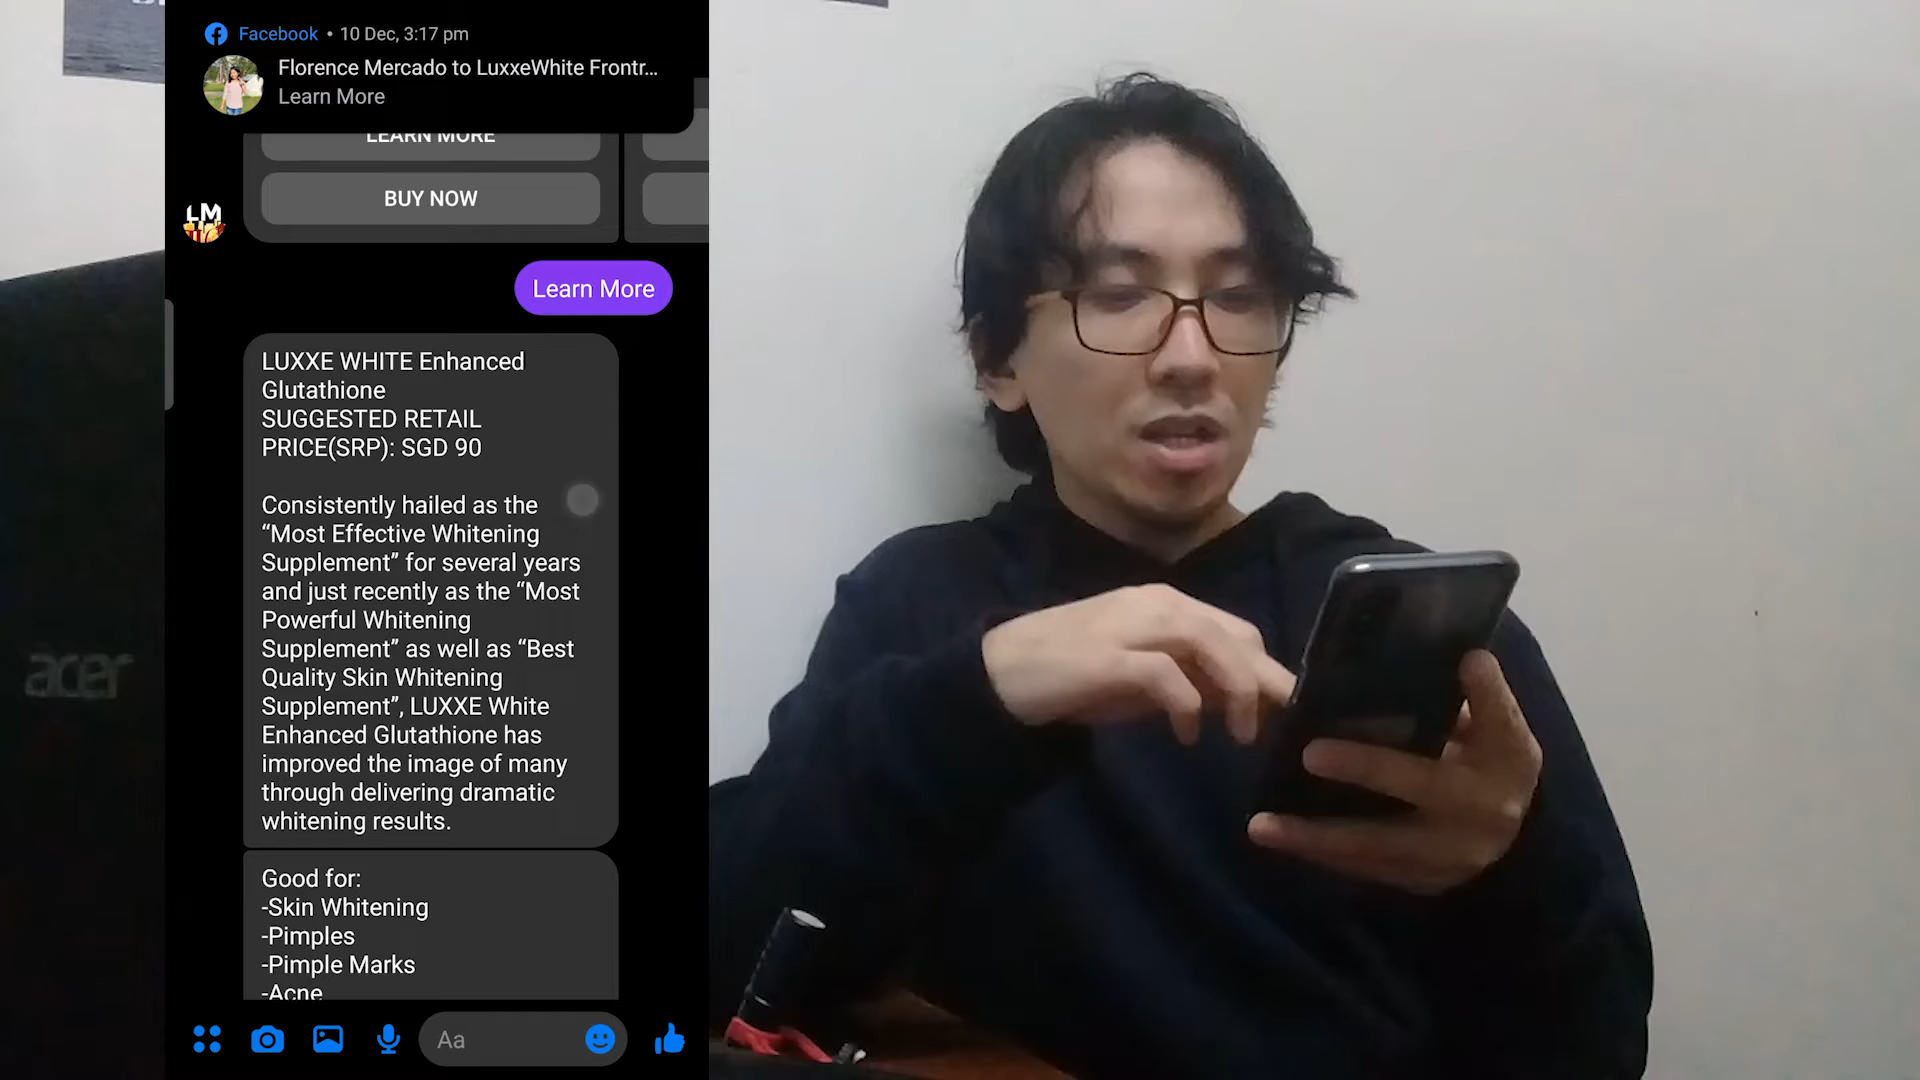 Facebook • 10 Dec, 3:17 pm
Florence Mercado to LuxxeWhite Frontr...
Learn More
LEARN MORE
BUY NOW
LM
Learn More
LUXXE WHITE Enhanced
Glutathione
SUGGESTED RETAIL
PRICE(SRP): SGD 90
Consistently hailed as the
“Most Effective Whitening
Supplement” for several years
and just recently as the “Most
Powerful Whitening
Supplement” as well as “Best
Quality Skin Whitening
Supplement”, LUXXE White
Enhanced Glutathione has
improved the image of many
through delivering dramatic
whitening results.
Good for:
-Skin Whitening
-Pimples
-Pimple Marks
-Acne
Aa
acer